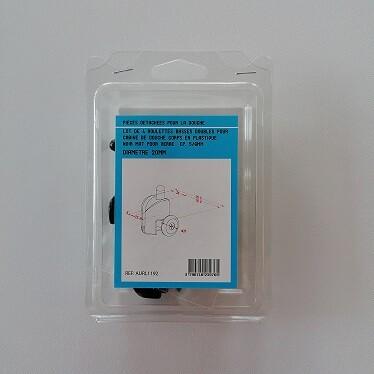 PIECES DETACHEES POUR LA DOUCHE
LOT DE 4 ROULETTES BASSES DOUBLES POUR
CABINE DE DOUCHE CORPS EN PLASTIQUE
NOIR MAT POUR VERRE EP 5/6MM
DIAMETRE 20MM
REF: AURL1192